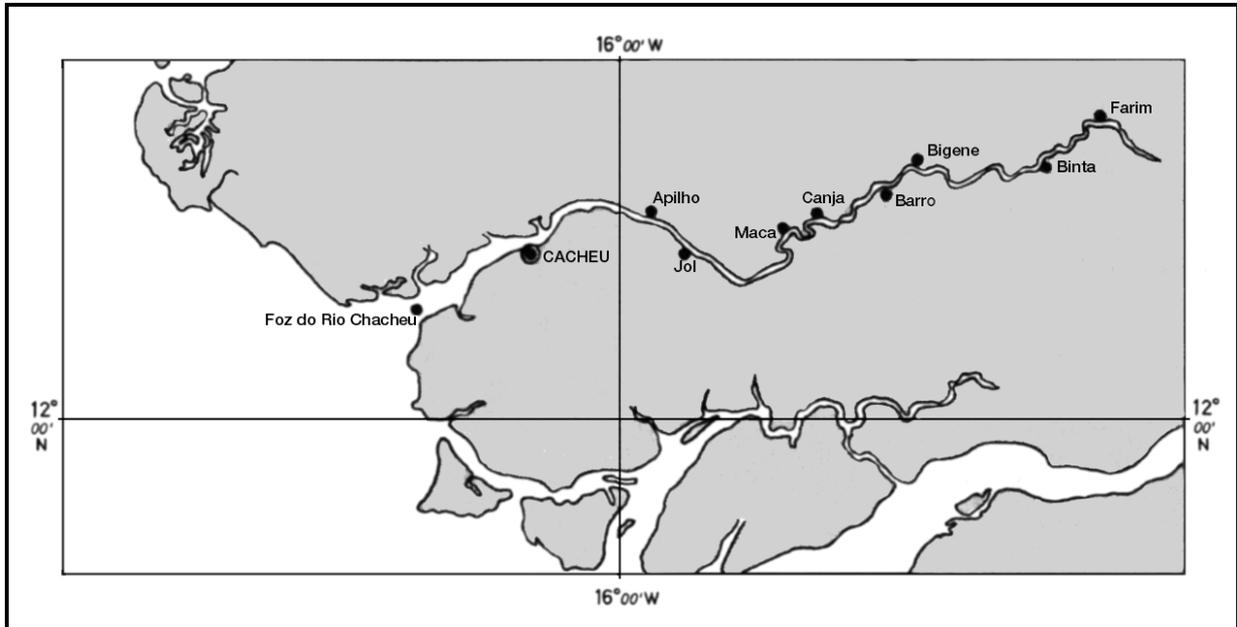 16°00'W
Farim
Bigene
Binta
Apilho
Canja
Barro
Maca
CACHEU
Jol
Foz do Rio Chacheu
12°
00'
N
12°
00'
N
16°00'W